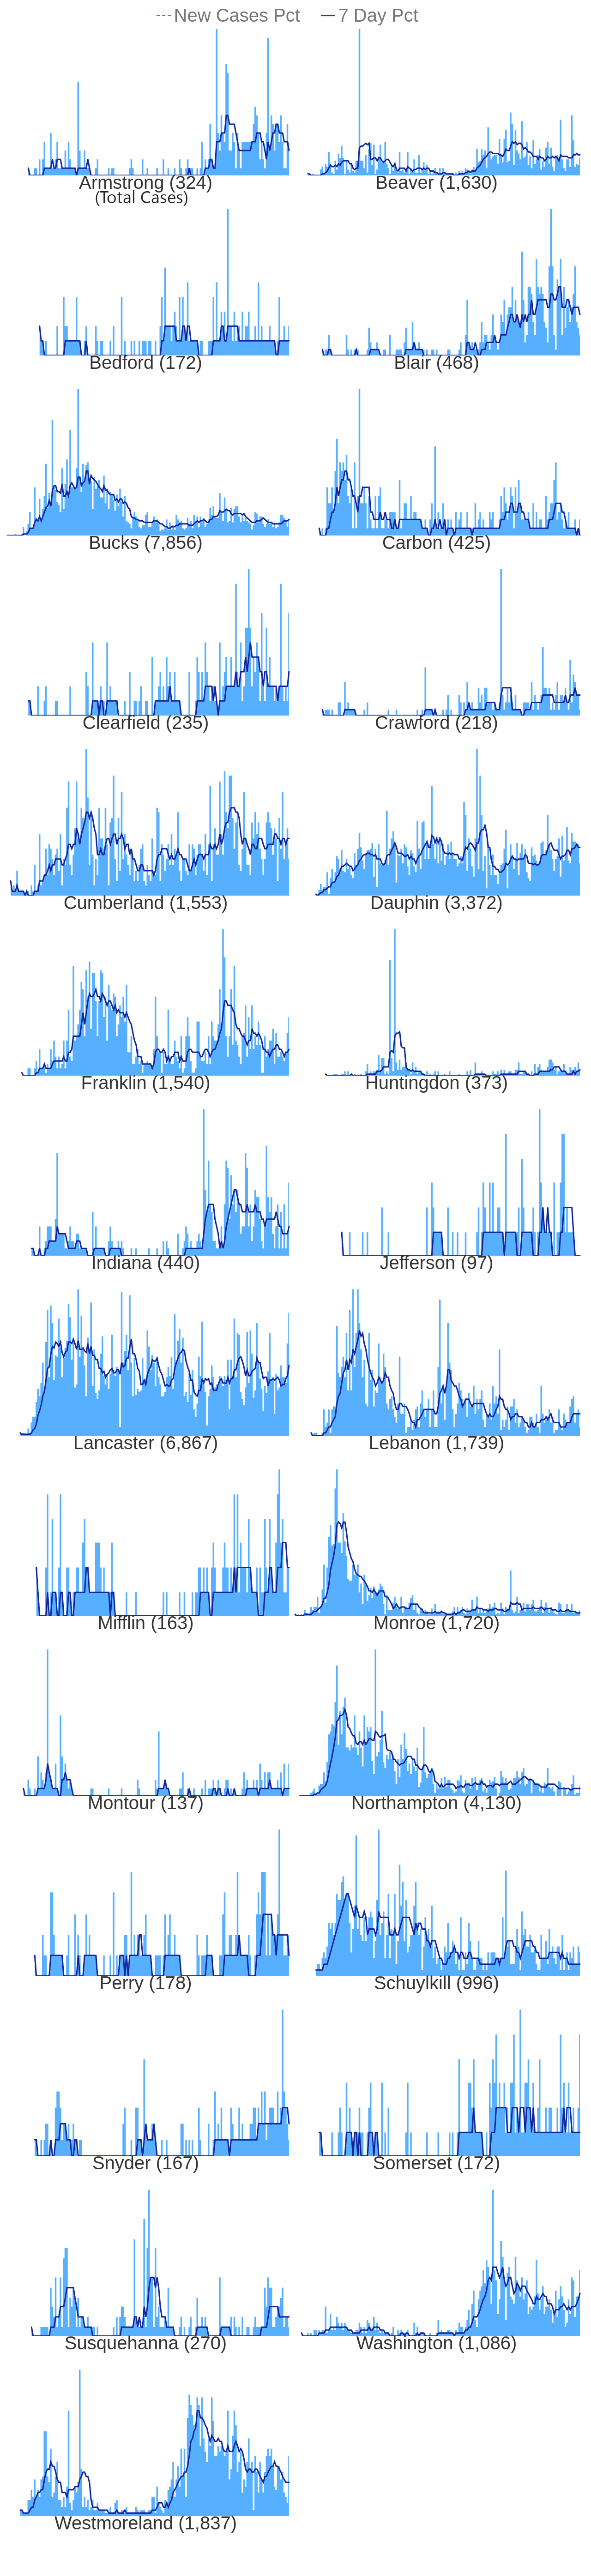 New Cases Pct 7 Day Pct
Armstrong (324) Beaver (1,630)
(Total Cases)
Bedford (172) Blair (468)
Bucks (7,856) Carbon (425)
Clearfield (235) Crawford (218)
Cumberland (1,553) Dauphin (3,372)
Franklin (1,540) Huntingdon (373)
Indiana (440) Jefferson (97)
Lancaster (6,867) Lebanon (1,739)
Mifflin (163) Monroe (1,720)
Montour (137) Northampton (4,130)
Perry (178) Schuylkill (996)
Snyder (167) Somerset (172)
Susquehanna (270) Washington (1,086)
Westmoreland (1,837)